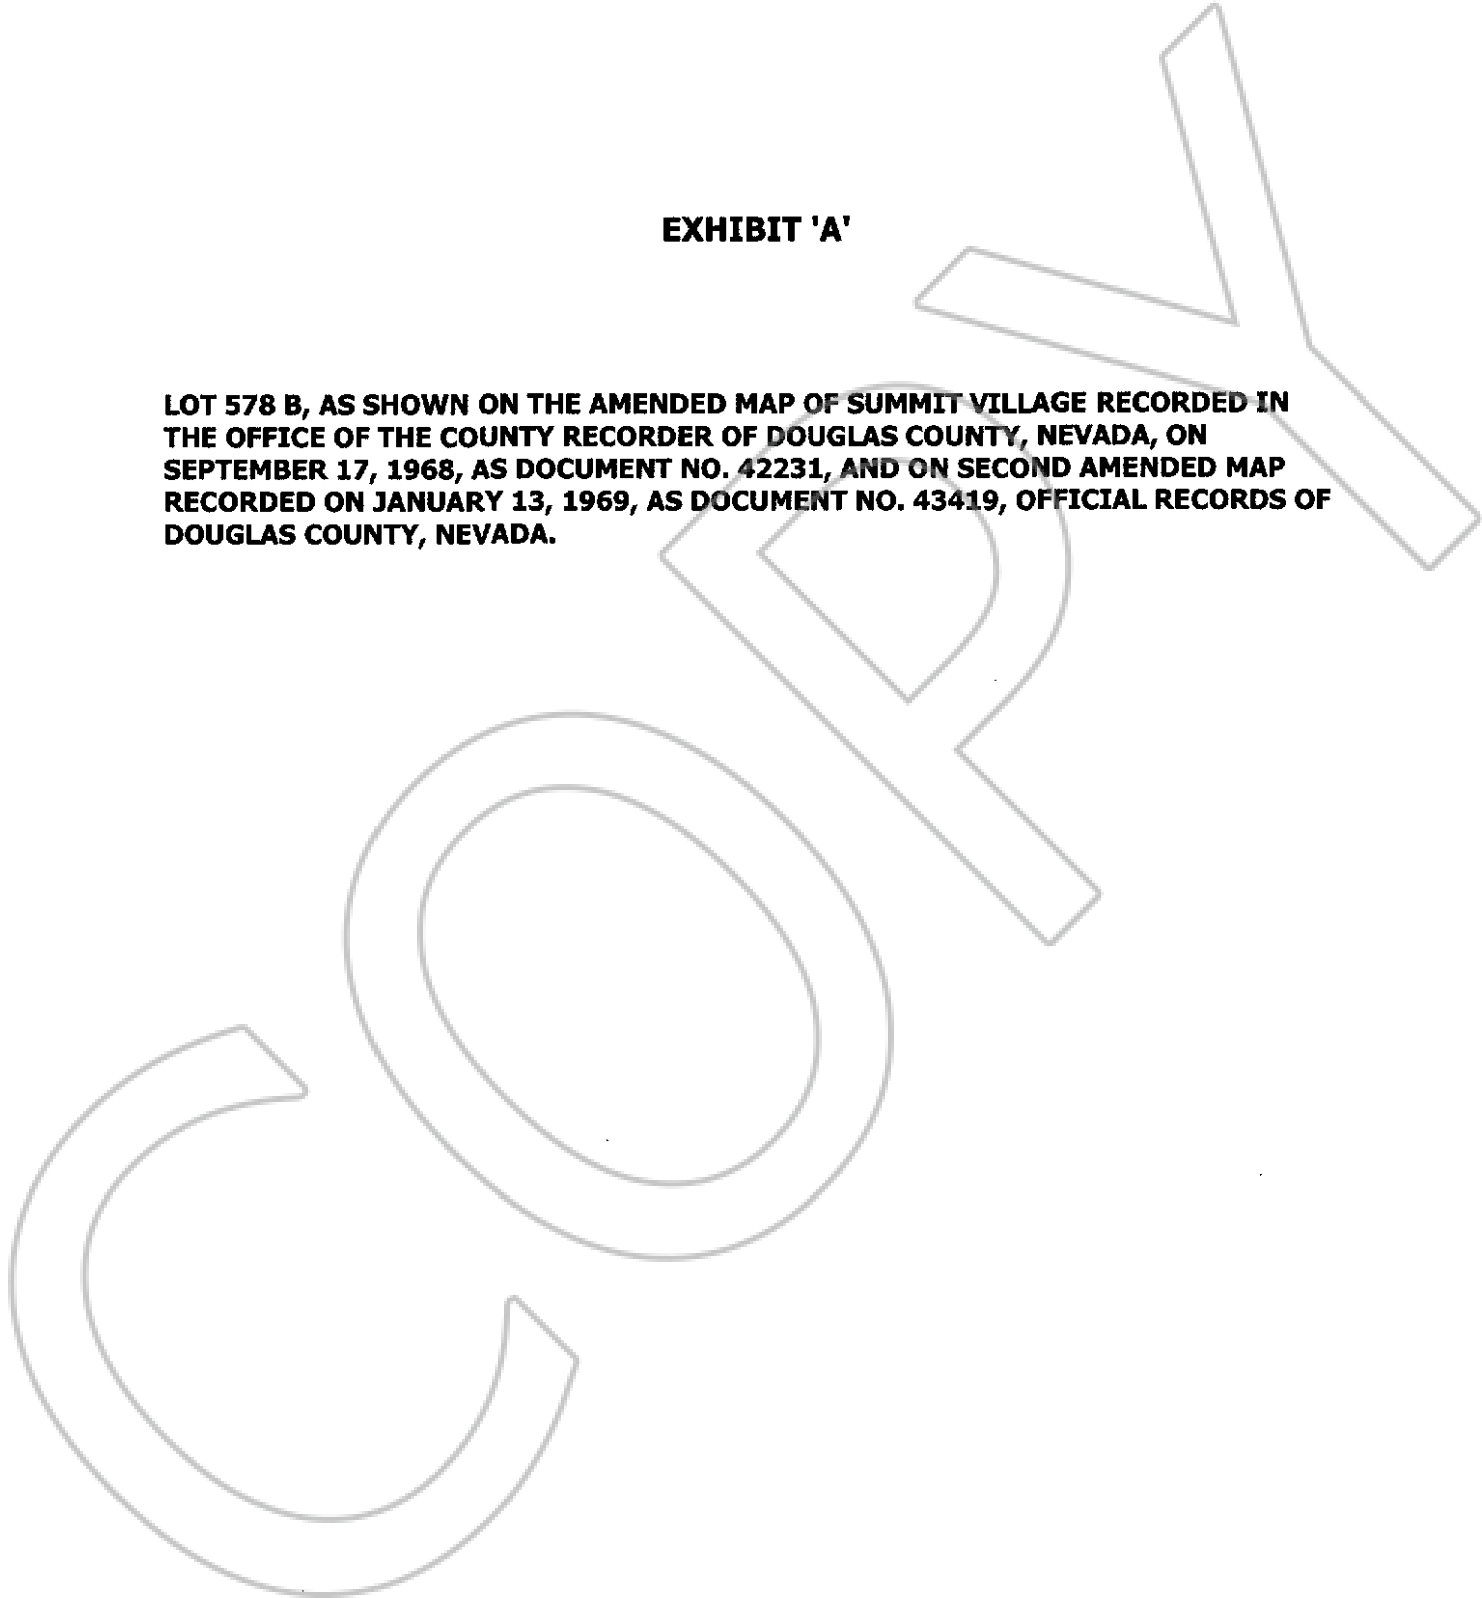 EXHIBIT 'A'
LOT 578 B, AS SHOWN ON THE AMENDED MAP OF SUMMIT VILLAGE RECORDED IN
THE OFFICE OF THE COUNTY RECORDER OF DOUGLAS COUNTY, NEVADA, ON
SEPTEMBER 17, 1968, AS DOCUMENT NO. 42231, AND ON SECOND AMENDED MAP
RECORDED ON JANUARY 13, 1969, AS DOCUMENT NO. 43419, OFFICIAL RECORDS OF
DOUGLAS COUNTY, NEVADA.
COPY